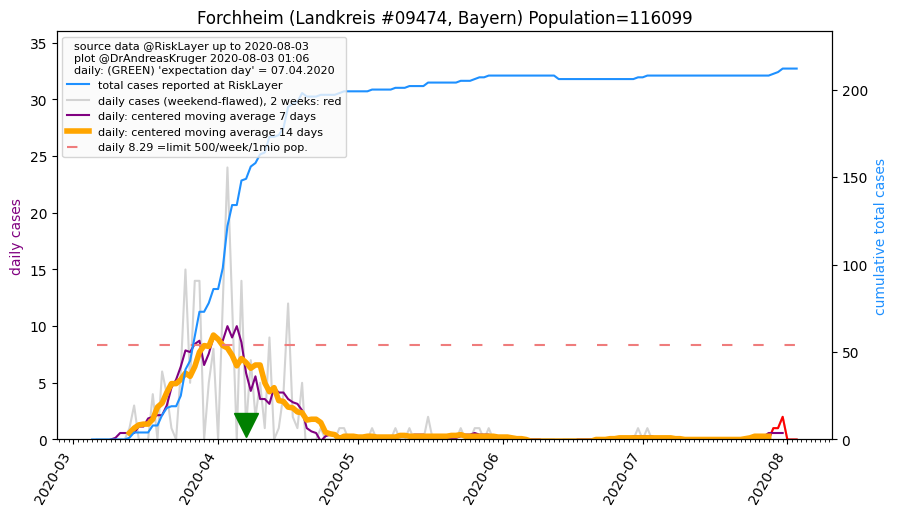 Forchheim (Landkreis #09474, Bayern) Population=116099
source data @RiskLayer up to 2020-08-03
plot @DrAndreasKruger 2020-08-03 01:06
daily: (GREEN) 'expectation day' = 07.04.2020
total cases reported at RiskLayer
daily cases (weekend-flawed), 2 weeks: red
daily: centered moving average 7 days
daily: centered moving average 14 days
daily 8.29 =limit 500/week/1mio pop.
daily cases
35
30
25
20
15
10
5
0
cumulative total cases
200
150
100
50
0
2020-03
2020-04
2020-05
2020-06
2020-07
2020-08